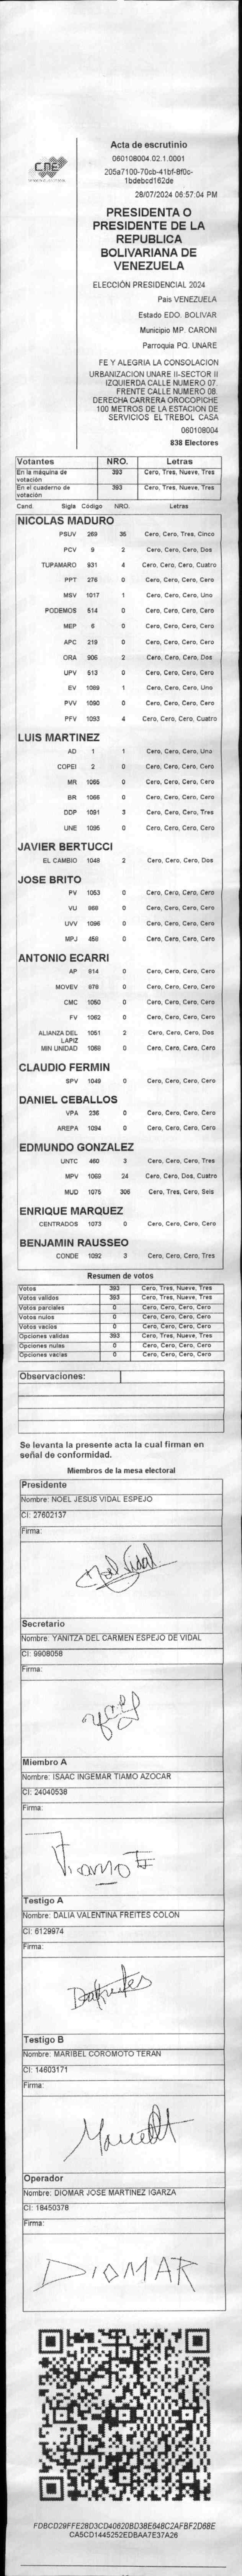 Acta de escrutinio
060108004.02.1.0001
205a7100-70cb-41bf-8f0c-
1bdebcd162de
28/07/2024 06:57:04 PM
CNE
PRESIDENTA O
PRESIDENTE DE LA
REPUBLICA
BOLIVARIANA DE
VENEZUELA
ELECCIÓN PRESIDENCIAL 2024
Pais VENEZUELA
Estado EDO. BOLIVAR
Municipio MP. CARONI
Parroquia PQ. UNARE
FE Y ALEGRIA LA CONSOLACION
URBANIZACION UNARE II-SECTOR II
IZQUIERDA CALLE NUMERO 07.
FRENTE CALLE NUMERO 08.
DERECHA CARRERA OROCOPICHE
100 METROS DE LA ESTACION DE
SERVICIOS EL TREBOL CASA
060108004
838 Electores
Votantes NRO. Letras
En la máquina de votación 393 Cero, Tres, Nueve, Tres
En el cuaderno de votación 393 Cero, Tres, Nueve, Tres
Cand. Sigla Código NRO. Letras
NICOLAS MADURO
PSUV 269 35 Cero, Cero, Tres, Cinco
PCV 9 2 Cero, Cero, Cero, Dos
TUPAMARO 931 4 Cero, Cero, Cero, Cuatro
PPT 276 0 Cero, Cero, Cero, Cero
MSV 1017 1 Cero, Cero, Cero, Uno
PODEMOS 514 0 Cero, Cero, Cero, Cero
MEP 6 0 Cero, Cero, Cero, Cero
APC 219 0 Cero, Cero, Cero, Cero
ORA 906 2 Cero, Cero, Cero, Dos
UPV 513 0 Cero, Cero, Cero, Cero
EV 1089 1 Cero, Cero, Cero, Uno
PVV 1090 0 Cero, Cero, Cero, Cero
PFV 1093 4 Cero, Cero, Cero, Cuatro
LUIS MARTINEZ
AD 1 1 Cero, Cero, Cero, Uno
COPEI 2 0 Cero, Cero, Cero, Cero
MR 1055 0 Cero, Cero, Cero, Cero
BR 1066 0 Cero, Cero, Cero, Cero
DDP 1091 3 Cero, Cero, Cero, Tres
UNE 1095 0 Cero, Cero, Cero, Cero
JAVIER BERTUCCI
EL CAMBIO 1048 2 Cero, Cero, Cero, Dos
JOSE BRITO
PV 1053 0 Cero, Cero, Cero, Cero
VU 868 0 Cero, Cero, Cero, Cero
UVV 1096 0 Cero, Cero, Cero, Cero
MPJ 458 0 Cero, Cero, Cero, Cero
ANTONIO ECARRI
AP 914 0 Cero, Cero, Cero, Cero
MOVEV 978 0 Cero, Cero, Cero, Cero
CMC 1050 0 Cero, Cero, Cero, Cero
FV 1062 0 Cero, Cero, Cero, Cero
ALIANZA DEL LAPIZ 1051 2 Cero, Cero, Cero, Dos
MIN UNIDAD 1068 0 Cero, Cero, Cero, Cero
CLAUDIO FERMIN
SPV 1049 0 Cero, Cero, Cero, Cero
DANIEL CEBALLOS
VPA 236 0 Cero, Cero, Cero, Cero
AREPA 1094 0 Cero, Cero, Cero, Cero
EDMUNDO GONZALEZ
UNTC 460 3 Cero, Cero, Cero, Tres
MPV 1069 24 Cero, Cero, Dos, Cuatro
MUD 1075 306 Cero, Tres, Cero, Seis
ENRIQUE MARQUEZ
CENTRADOS 1073 0 Cero, Cero, Cero, Cero
BENJAMIN RAUSSEO
CONDE 1092 3 Cero, Cero, Cero, Tres
Resumen de votos
Votos 393 Cero, Tres, Nueve, Tres
Votos validos 393 Cero, Tres, Nueve, Tres
Votos parciales 0 Cero, Cero, Cero, Cero
Votos nulos 0 Cero, Cero, Cero, Cero
Votos vacios 0 Cero, Cero, Cero, Cero
Opciones validas 393 Cero, Tres, Nueve, Tres
Opciones nulas 0 Cero, Cero, Cero, Cero
Opciones vacias 0 Cero, Cero, Cero, Cero
Observaciones:
Se levanta la presente acta la cual firman en
señal de conformidad.
Miembros de la mesa electoral
Presidente
Nombre: NOEL JESUS VIDAL ESPEJO
CI: 27602137
Firma:
Noel Vidal
Secretario
Nombre: YANITZA DEL CARMEN ESPEJO DE VIDAL
CI: 9908058
Firma:
Miembro A
Nombre: ISAAC INGEMAR TIAMO AZOCAR
CI: 24040538
Firma:
Testigo A
Nombre: DALIA VALENTINA FREITES COLON
CI: 6129974
Firma:
Testigo B
Nombre: MARIBEL COROMOTO TERAN
CI: 14603171
Firma:
Operador
Nombre: DIOMAR JOSE MARTINEZ IGARZA
CI: 18450378
Firma:
DIOMAR
FDBCD29FFE28D3CD40620BD38E648C2AFBF2D68E
CA5CD1445252EDBAA7E37A26